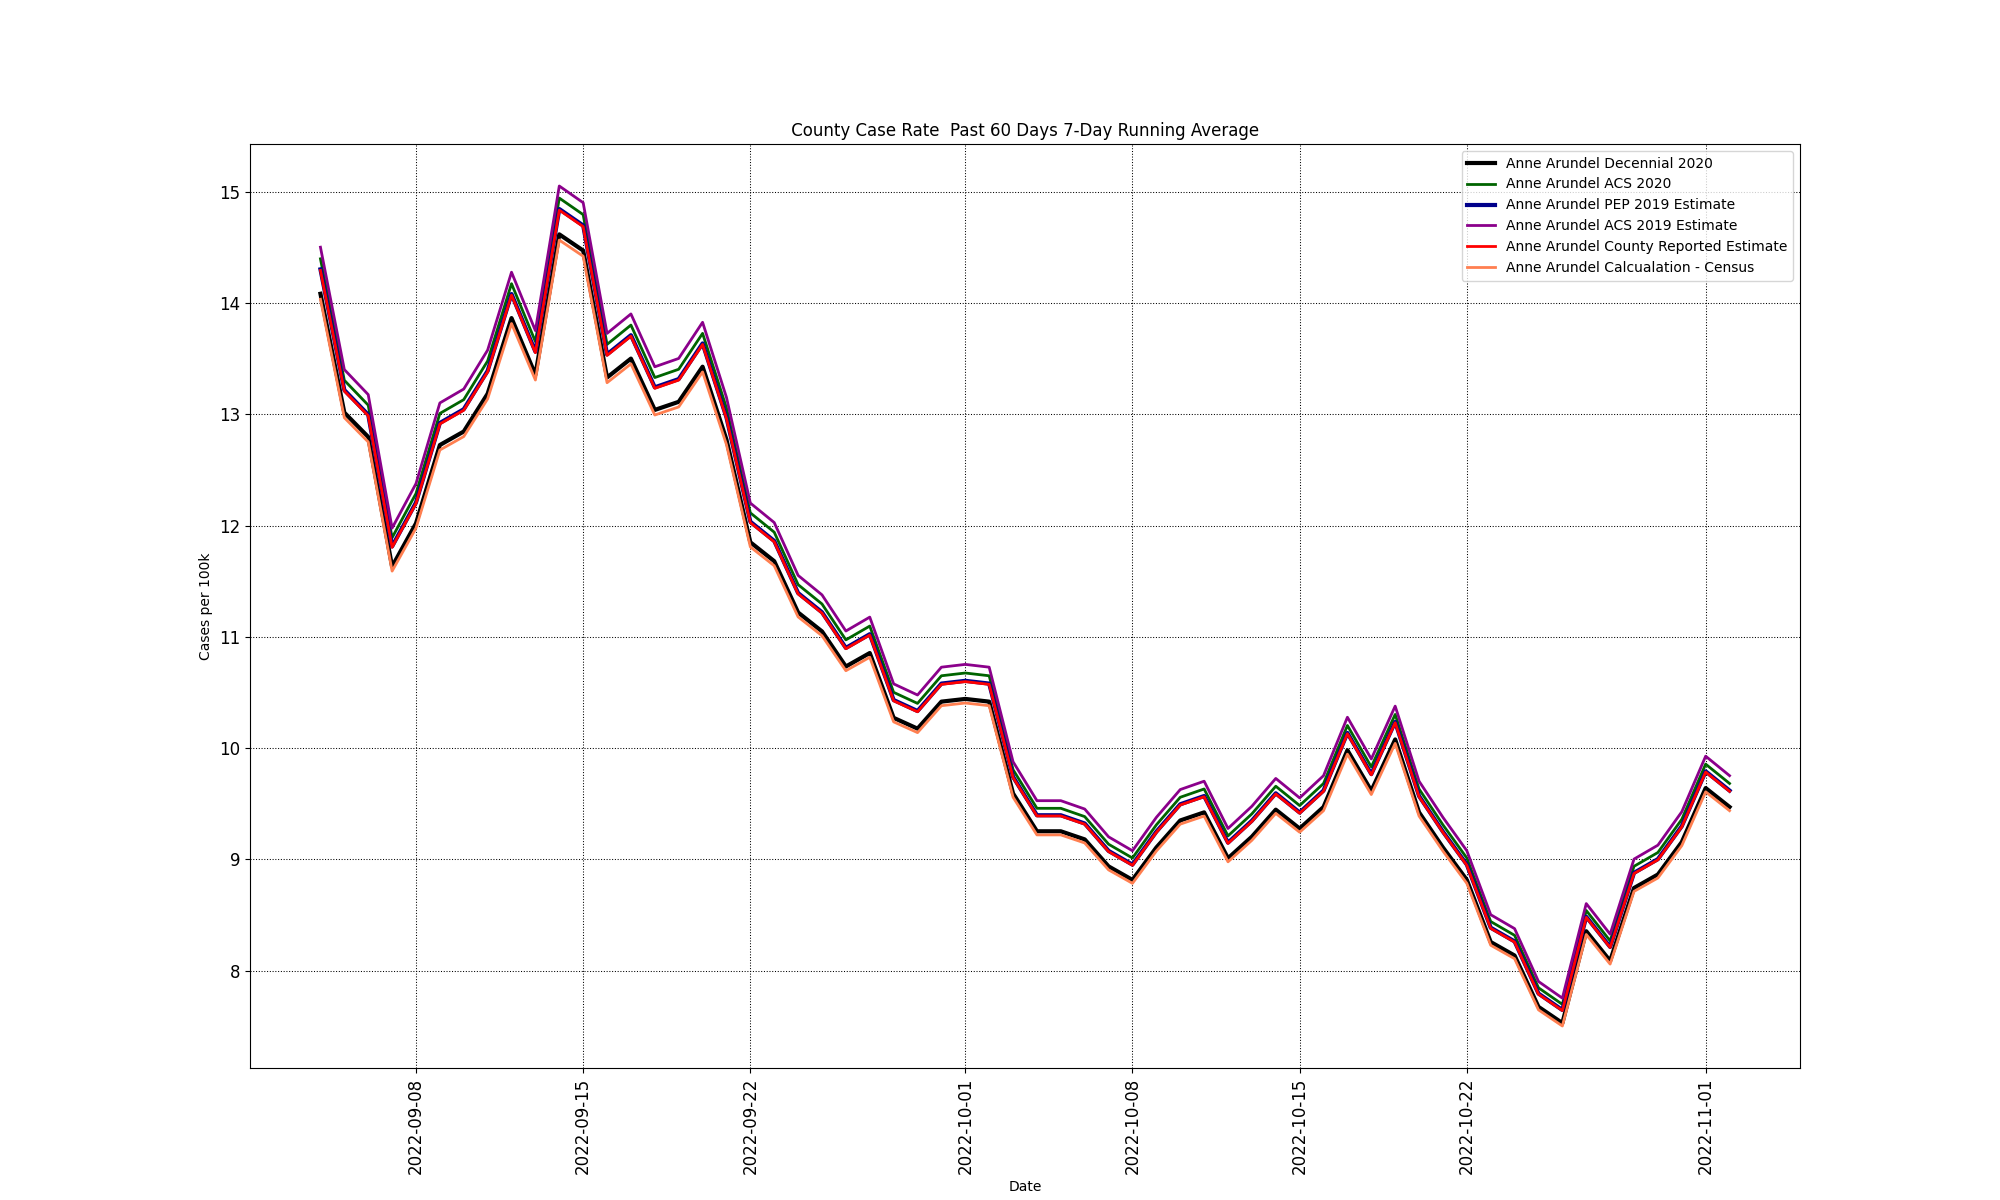 County Case Rate  Past 60 Days 7-Day Running Average
Anne Arundel Decennial 2020
Anne Arundel ACS 2020
Anne Arundel PEP 2019 Estimate
Anne Arundel ACS 2019 Estimate
Anne Arundel County Reported Estimate
Anne Arundel Calcualation - Census
Cases per 100k
15
14
13
12
11
10
9
8
2022-09-08
2022-09-15
2022-09-22
2022-10-01
2022-10-08
2022-10-15
2022-10-22
2022-11-01
Date